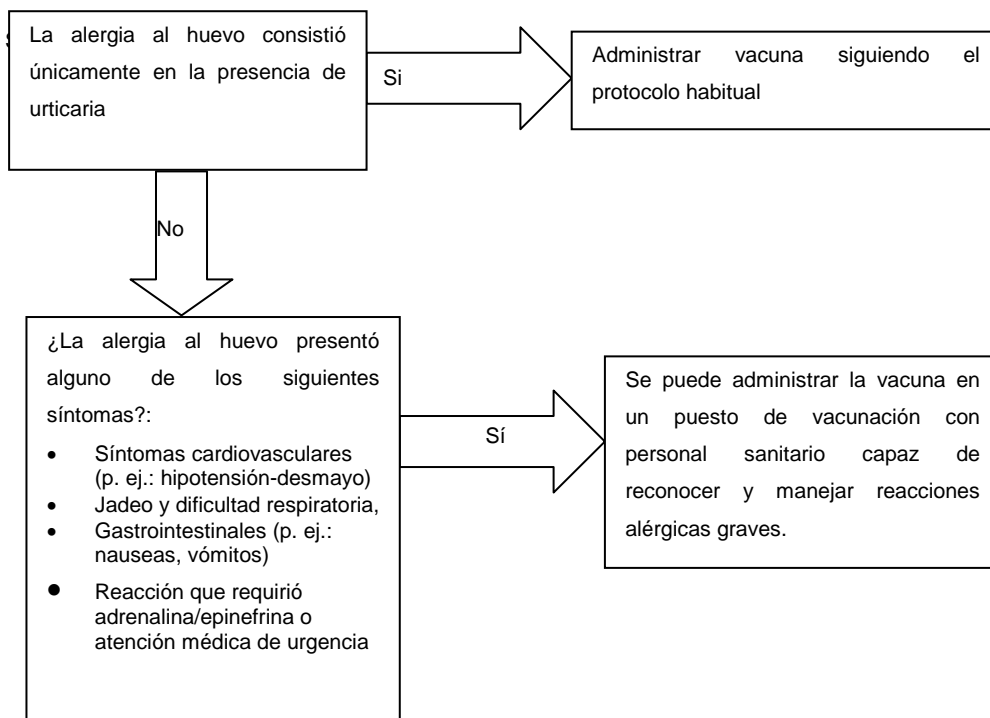 La alergia al huevo consistió
únicamente en la presencia de
urticaria
Si
Administrar vacuna siguiendo el
protocolo habitual
No
¿La alergia al huevo presentó
alguno de los siguientes
síntomas?:
• Síntomas cardiovasculares
(p. ej.: hipotensión-desmayo)
• Jadeo y dificultad respiratoria,
• Gastrointestinales (p. ej.:
nauseas, vómitos)
• Reacción que requirió
adrenalina/epinefrina o
atención médica de urgencia
Sí
Se puede administrar la vacuna en
un puesto de vacunación con
personal sanitario capaz de
reconocer y manejar reacciones
alérgicas graves.